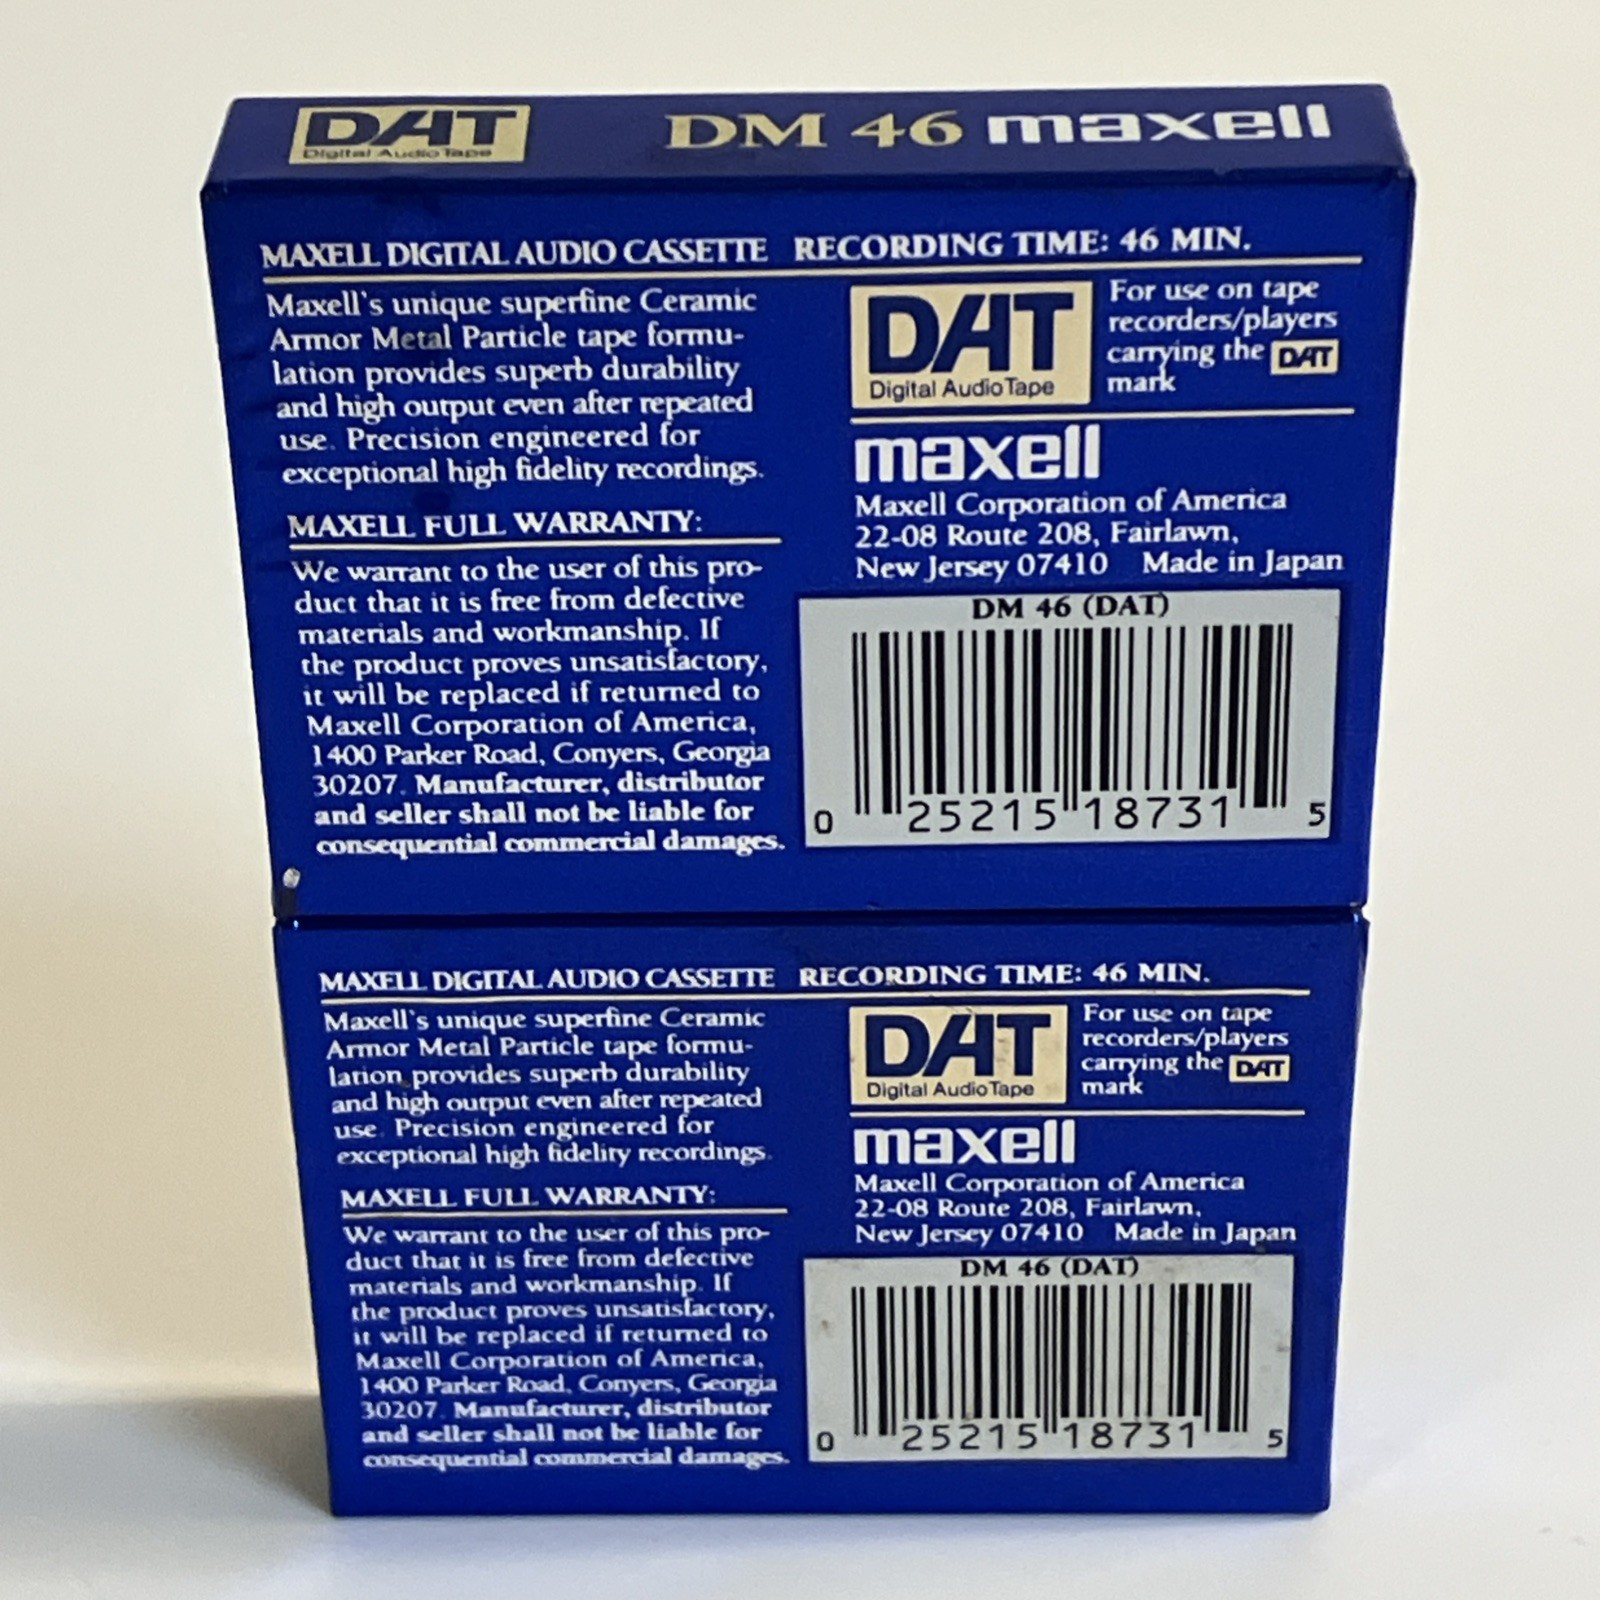 DAT DM 46 maxell
Digital Audio Tape
MAXELL DIGITAL AUDIO CASSETTE RECORDING TIME: 46 MIN.
Maxell's unique superfine Ceramic
Armor Metal Particle tape formu-
lation provides superb durability
and high output even after repeated
use. Precision engineered for
exceptional high fidelity recordings.
MAXELL FULL WARRANTY:
We warrant to the user of this pro-
duct that it is free from defective
materials and workmanship. If
the product proves unsatisfactory,
it will be replaced if returned to
Maxell Corporation of America,
1400 Parker Road, Conyers, Georgia
30207. Manufacturer, distributor
and seller shall not be liable for
consequential commercial damages.
DAT
Digital Audio Tape
For use on tape
recorders/players
carrying the DAT
mark
maxell
Maxell Corporation of America
22-08 Route 208, Fairlawn,
New Jersey 07410 Made in Japan
DM 46 (DAT)
0 25215 18731 5
MAXELL DIGITAL AUDIO CASSETTE RECORDING TIME: 46 MIN.
Maxell's unique superfine Ceramic
Armor Metal Particle tape formu-
lation provides superb durability
and high output even after repeated
use. Precision engineered for
exceptional high fidelity recordings.
MAXELL FULL WARRANTY:
We warrant to the user of this pro-
duct that it is free from defective
materials and workmanship. If
the product proves unsatisfactory,
it will be replaced if returned to
Maxell Corporation of America,
1400 Parker Road, Conyers, Georgia
30207. Manufacturer, distributor
and seller shall not be liable for
consequential commercial damages.
DAT
Digital Audio Tape
For use on tape
recorders/players
carrying the DAT
mark
maxell
Maxell Corporation of America
22-08 Route 208, Fairlawn,
New Jersey 07410 Made in Japan
DM 46 (DAT)
0 25215 18731 5